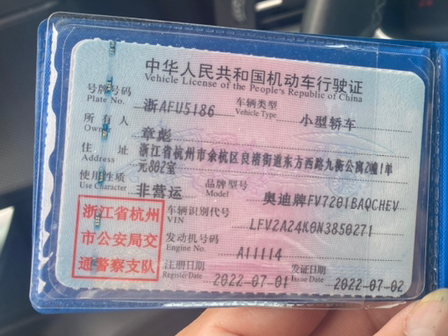 中华人民共和国机动车行驶证
Vehicle License of the People's Republic of China
号牌号码 浙AFU5186 车辆类型 小型轿车
Plate No. Vehicle Type
所有人 章彪
Owner
住址 浙江省杭州市余杭区良渚街道东方西路九新公寓2幢1单
Address 元802室
使用性质 非营运 品牌型号 奥迪牌FV7201BAQCHEV
Use Character Model
浙江省杭州
市公安局交
通警察支队
车辆识别代号 LFV2A24K0N3850271
VIN
发动机号码 A11114
Engine No.
注册日期 2022-07-01 发证日期 2022-07-02
Register Date Issue Date